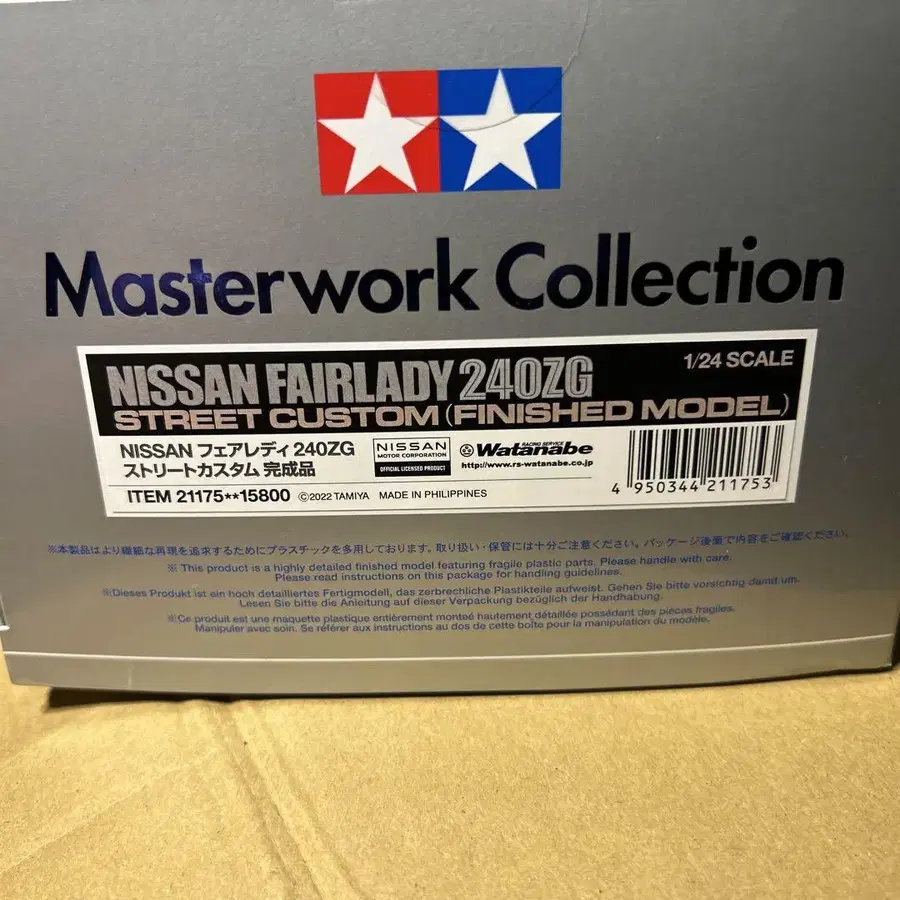 Masterwork Collection
NISSAN FAIRLADY 240ZG
1/24 SCALE
STREET CUSTOM (FINISHED MODEL)
NISSAN フェアレディ 240ZG
ストリートカスタム 完成品
NISSAN
MOTOR CORPORATION
OFFICIAL LICENSED PRODUCT
RACING SERVICE
Watanabe
http://www.rs-watanabe.co.jp
ITEM 21175**15800 ©2022 TAMIYA MADE IN PHILIPPINES
4 950344 211753
※本製品はより繊細な再現を追求するためにプラスチックを多用しております。取り扱い・保管には十分ご注意ください。パッケージ後面で内容をご確認ください。
※ This product is a highly detailed finished model featuring fragile plastic parts. Please handle with care.
Please read instructions on this package for handling guidelines.
※Dieses Produkt ist ein hoch detailliertes Fertigmodell, das zerbrechliche Plastikteile aufweist. Gehen Sie bitte vorsichtig damit um.
Lesen Sie bitte die Anleitung auf dieser Verpackung bezüglich der Handhabung.
※Ce produit est une maquette plastique entièrement monteé hautement détaillée possédant des pièces fragiles.
Manipuler avec soin. Se référer aux instructions au dos de cette boîte pour la manipulation du modèle.